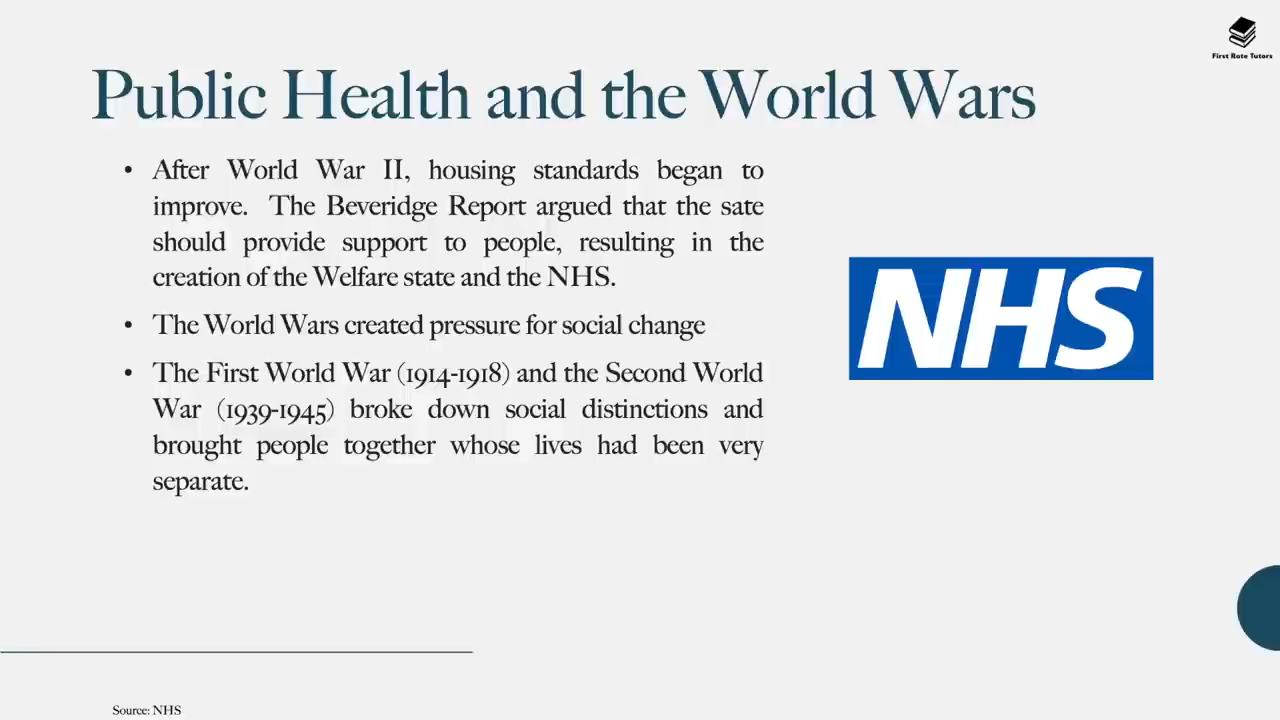 First Rate Tutors
Public Health and the World Wars
• After World War II, housing standards began to
improve. The Beveridge Report argued that the sate
should provide support to people, resulting in the
creation of the Welfare state and the NHS.
• The World Wars created pressure for social change
• The First World War (1914-1918) and the Second World
War (1939-1945) broke down social distinctions and
brought people together whose lives had been very
separate.
NHS
Source: NHS